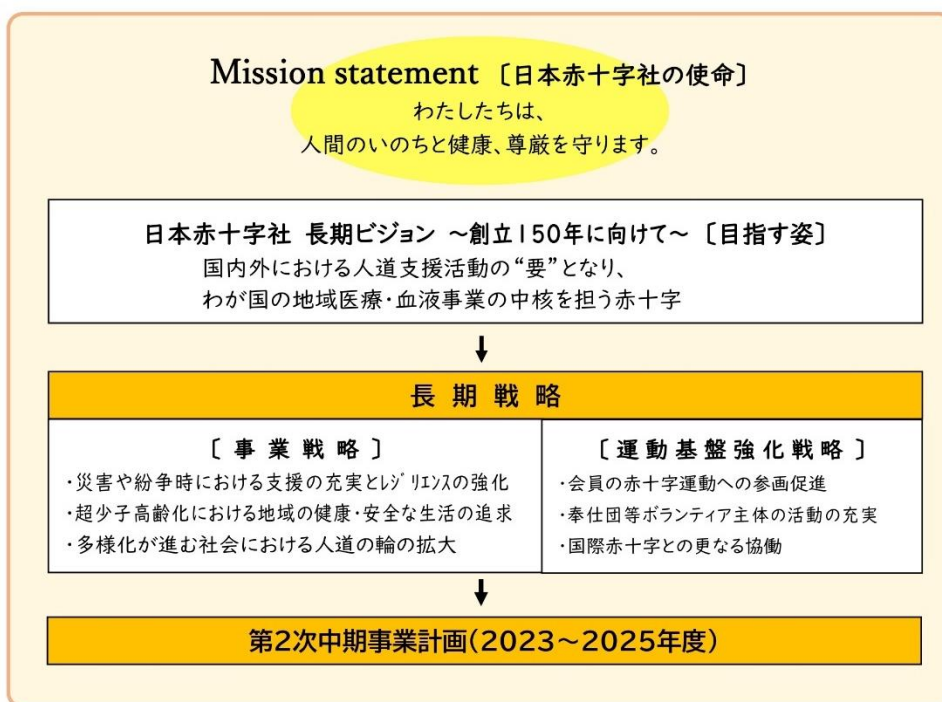 Mission statement 〔日本赤十字社の使命〕
わたしたちは、
人間のいのちと健康、尊厳を守ります。
日本赤十字社 長期ビジョン ～創立150年に向けて～ 〔目指す姿〕
国内外における人道支援活動の“要”となり、
わが国の地域医療・血液事業の中核を担う赤十字
長期戦略
〔事業戦略〕
・災害や紛争時における支援の充実とﾚｼﾞﾘｴﾝｽの強化
・超少子高齢化における地域の健康・安全な生活の追求
・多様化が進む社会における人道の輪の拡大
〔運動基盤強化戦略〕
・会員の赤十字運動への参画促進
・奉仕団等ボランティア主体の活動の充実
・国際赤十字との更なる協働
第2次中期事業計画(2023～2025年度)